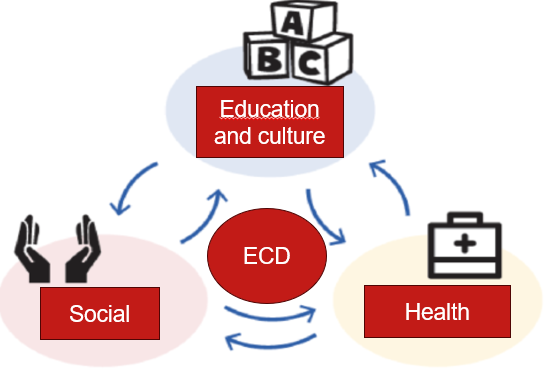 A
B C
Education
and culture
ECD
Social
Health